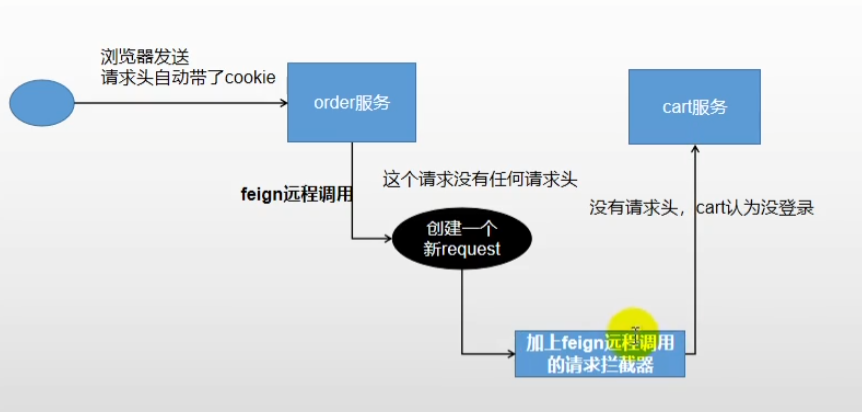 浏览器发送
请求头自动带了cookie
order服务
cart服务
feign远程调用
这个请求没有任何请求头
创建一个
新request
没有请求头，cart认为没登录
加上feign远程调用
的请求拦截器